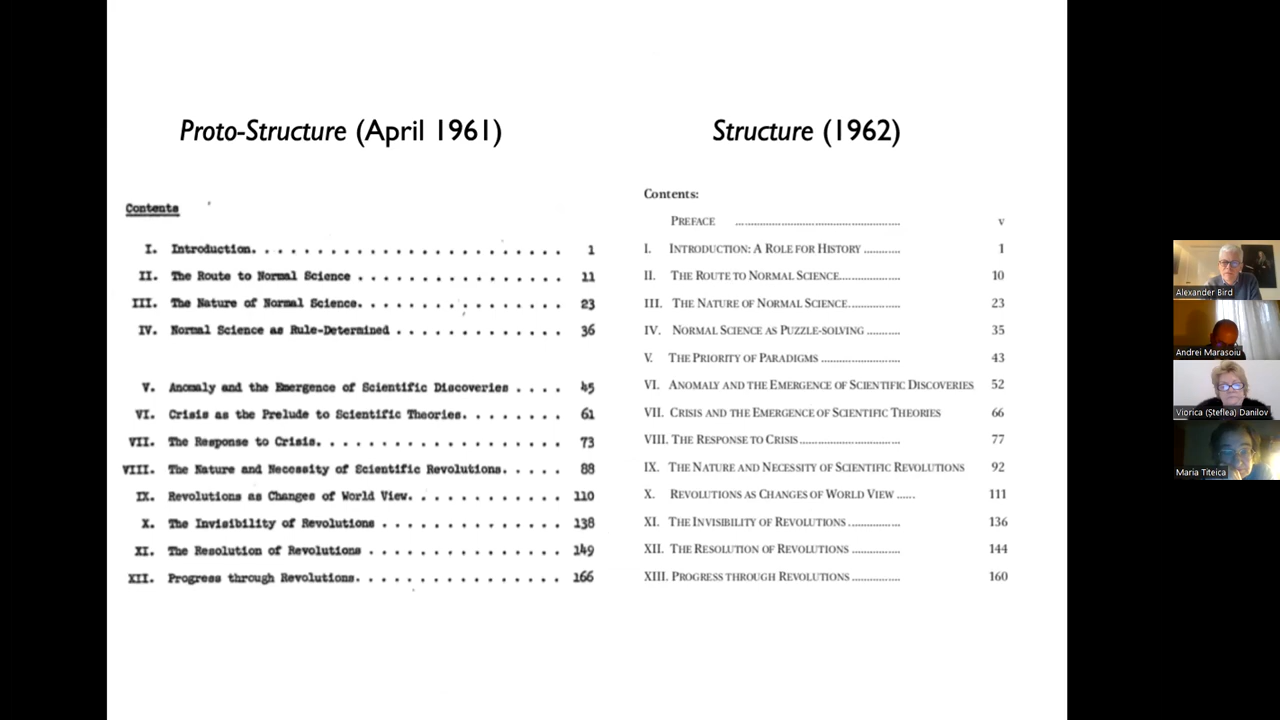 Proto-Structure (April 1961)
Contents
I. Introduction. . . . . . . . . . . . . . . . . . . . . . . . 1
II. The Route to Normal Science . . . . . . . . . . . . . . . . 11
III. The Nature of Normal Science. . . . . . . . . . . . . . . . 23
IV. Normal Science as Rule-Determined . . . . . . . . . . . . . 36
V. Anomaly and the Emergence of Scientific Discoveries . . . . 45
VI. Crisis as the Prelude to Scientific Theories. . . . . . . . 61
VII. The Response to Crisis. . . . . . . . . . . . . . . . . . . 73
VIII. The Nature and Necessity of Scientific Revolutions. . . . . 88
IX. Revolutions as Changes of World View. . . . . . . . . . . . 110
X. The Invisibility of Revolutions . . . . . . . . . . . . . . 138
XI. The Resolution of Revolutions . . . . . . . . . . . . . . . 149
XII. Progress through Revolutions. . . . . . . . . . . . . . . . 166
Structure (1962)
Contents:
PREFACE ................................................ v
I. INTRODUCTION: A ROLE FOR HISTORY ........... 1
II. THE ROUTE TO NORMAL SCIENCE.................. 10
III. THE NATURE OF NORMAL SCIENCE............... 23
IV. NORMAL SCIENCE AS PUZZLE-SOLVING .......... 35
V. THE PRIORITY OF PARADIGMS ....................... 43
VI. ANOMALY AND THE EMERGENCE OF SCIENTIFIC DISCOVERIES 52
VII. CRISIS AND THE EMERGENCE OF SCIENTIFIC THEORIES 66
VIII. THE RESPONSE TO CRISIS............................. 77
IX. THE NATURE AND NECESSITY OF SCIENTIFIC REVOLUTIONS 92
X. REVOLUTIONS AS CHANGES OF WORLD VIEW ...... 111
XI. THE INVISIBILITY OF REVOLUTIONS ............... 136
XII. THE RESOLUTION OF REVOLUTIONS .............. 144
XIII. PROGRESS THROUGH REVOLUTIONS .............. 160
Alexander Bird
Andrei Marasoiu
Viorica (Șteflea) Danilov
Maria Titeica